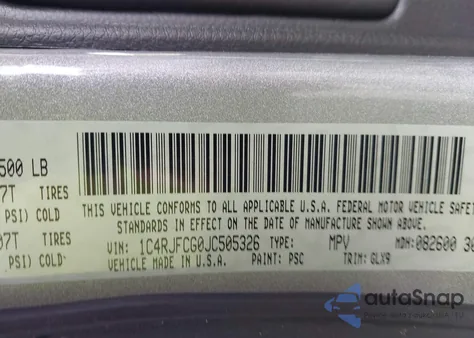 500 LB
07T TIRES
PSI) COLD
07T TIRES
PSI) COLD
THIS VEHICLE CONFORMS TO ALL APPLICABLE U.S.A. FEDERAL MOTOR VEHICLE SAFETY
STANDARDS IN EFFECT ON THE DATE OF MANUFACTURE SHOWN ABOVE.
VIN: 1C4RJFCG0JC505326 TYPE: MPV MDH: 082600
VEHICLE MADE IN U.S.A. PAINT: PSC TRIM: GLX9
autoSnap